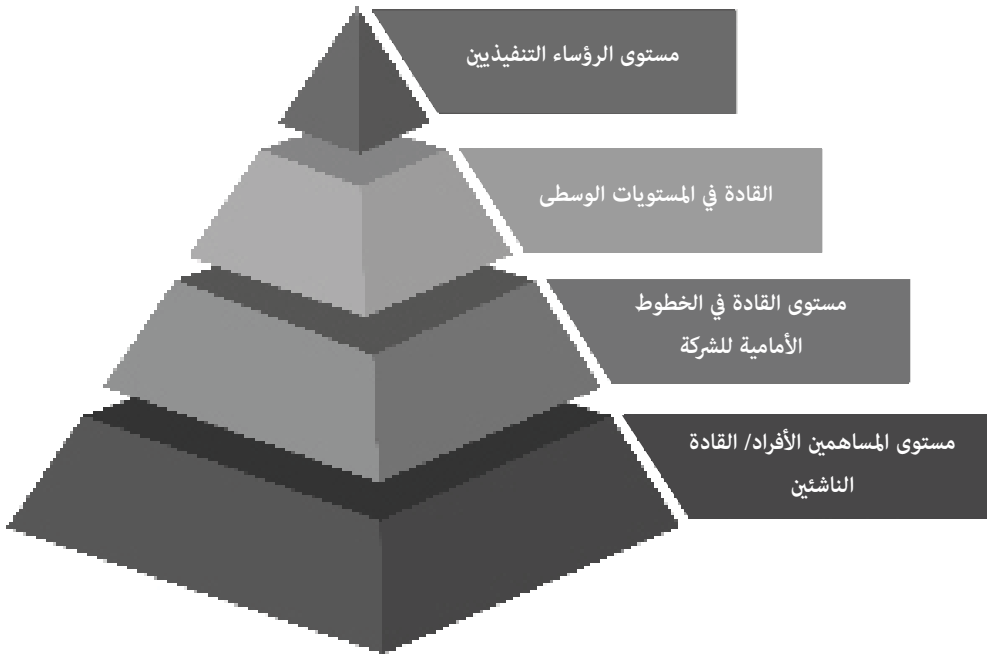 مستوى الرؤساء التنفيذيين
القادة في المستويات الوسطى
مستوى القادة في الخطوط
الأمامية للشركة
مستوى المساهمين الأفراد/ القادة
الناشئين